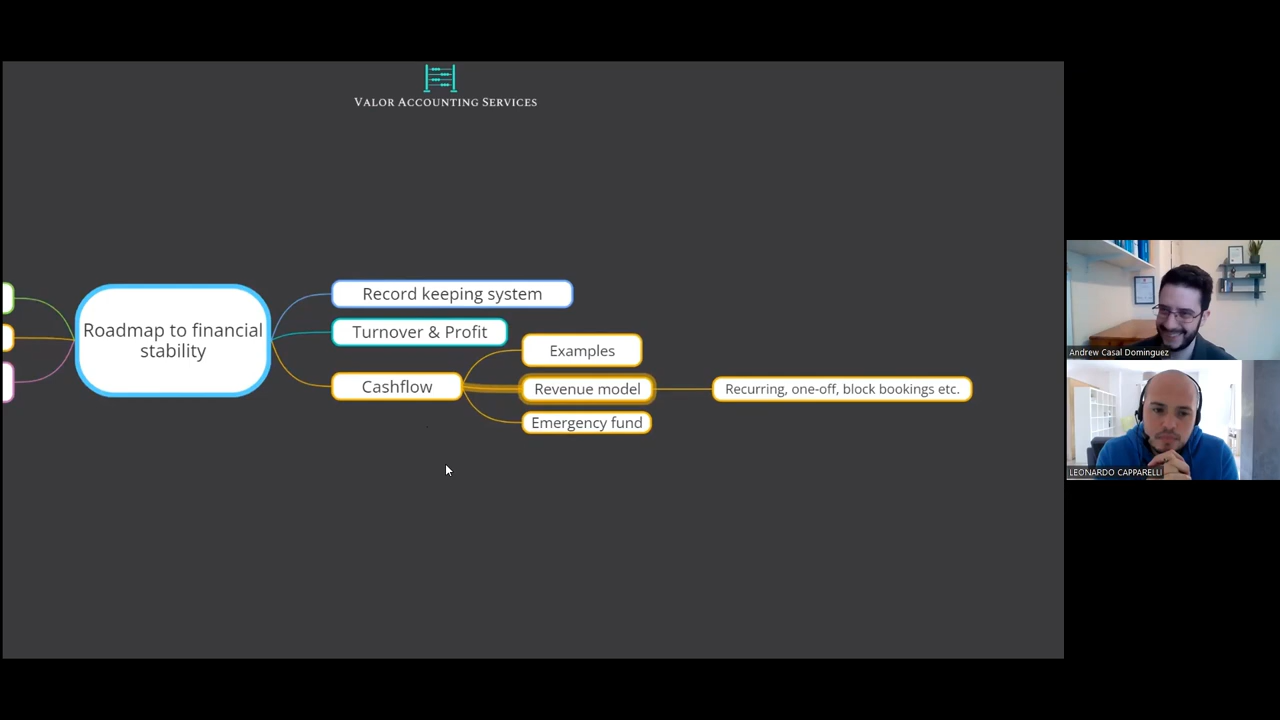 VALOR ACCOUNTING SERVICES
Roadmap to financial
stability
Record keeping system
Turnover & Profit
Cashflow
Examples
Revenue model
Emergency fund
Recurring, one-off, block bookings etc.
Andrew Casal Dominguez
LEONARDO CAPPARELLI